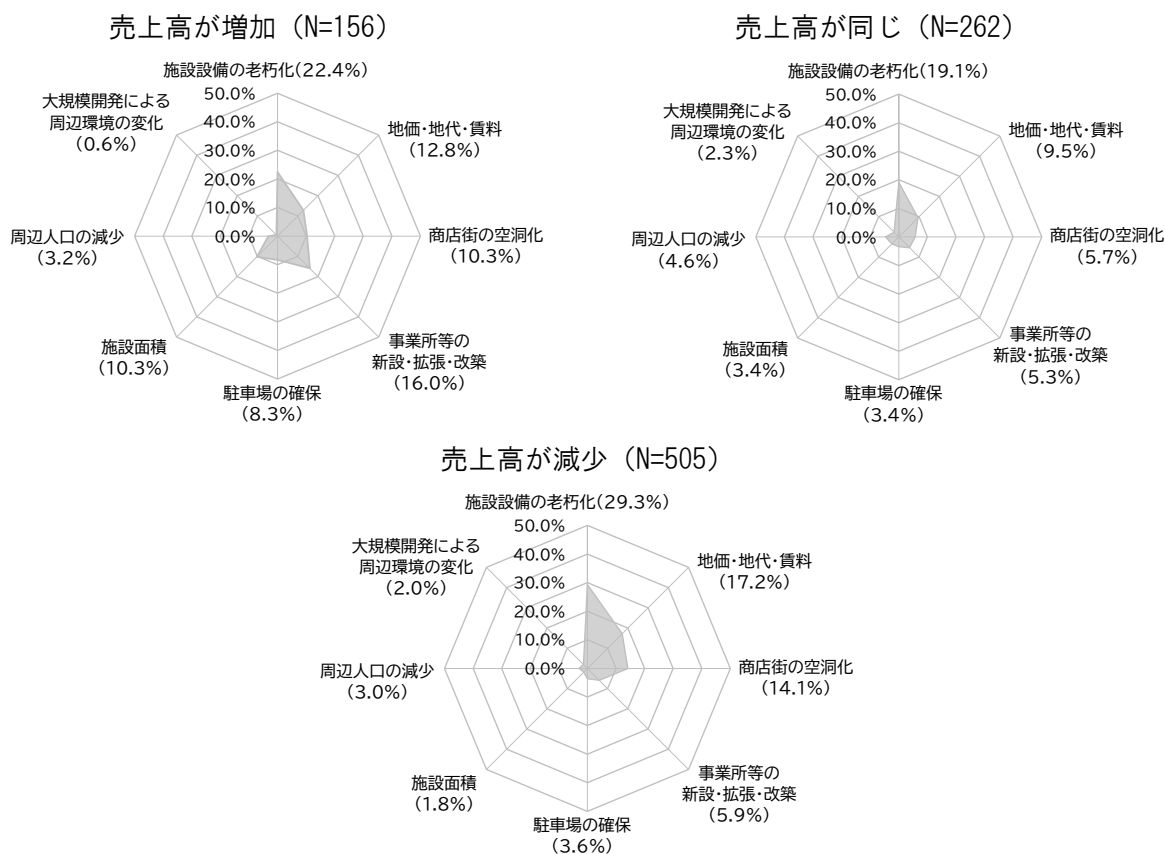 売上高が増加（N=156）
施設設備の老朽化(22.4%)
大規模開発による
周辺環境の変化
（0.6%）
50.0%
40.0%
30.0%
20.0%
10.0%
0.0%
地価・地代・賃料
（12.8%）
周辺人口の減少
（3.2%）
商店街の空洞化
（10.3%）
施設面積
（10.3%）
事業所等の
新設・拡張・改築
（16.0%）
駐車場の確保
（8.3%）
売上高が同じ（N=262）
施設設備の老朽化(19.1%)
大規模開発による
周辺環境の変化
（2.3%）
50.0%
40.0%
30.0%
20.0%
10.0%
0.0%
地価・地代・賃料
（9.5%）
周辺人口の減少
（4.6%）
商店街の空洞化
（5.7%）
施設面積
（3.4%）
事業所等の
新設・拡張・改築
（5.3%）
駐車場の確保
（3.4%）
売上高が減少（N=505）
施設設備の老朽化(29.3%)
大規模開発による
周辺環境の変化
（2.0%）
50.0%
40.0%
30.0%
20.0%
10.0%
0.0%
地価・地代・賃料
（17.2%）
周辺人口の減少
（3.0%）
商店街の空洞化
（14.1%）
施設面積
（1.8%）
事業所等の
新設・拡張・改築
（5.9%）
駐車場の確保
（3.6%）